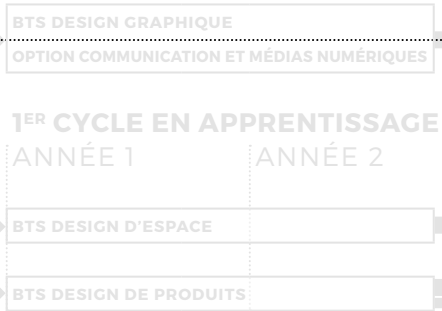 BTS DESIGN GRAPHIQUE
OPTION COMMUNICATION ET MÉDIAS NUMÉRIQUES
1ER CYCLE EN APPRENTISSAGE
ANNÉE 1 ANNÉE 2
BTS DESIGN D'ESPACE
BTS DESIGN DE PRODUITS